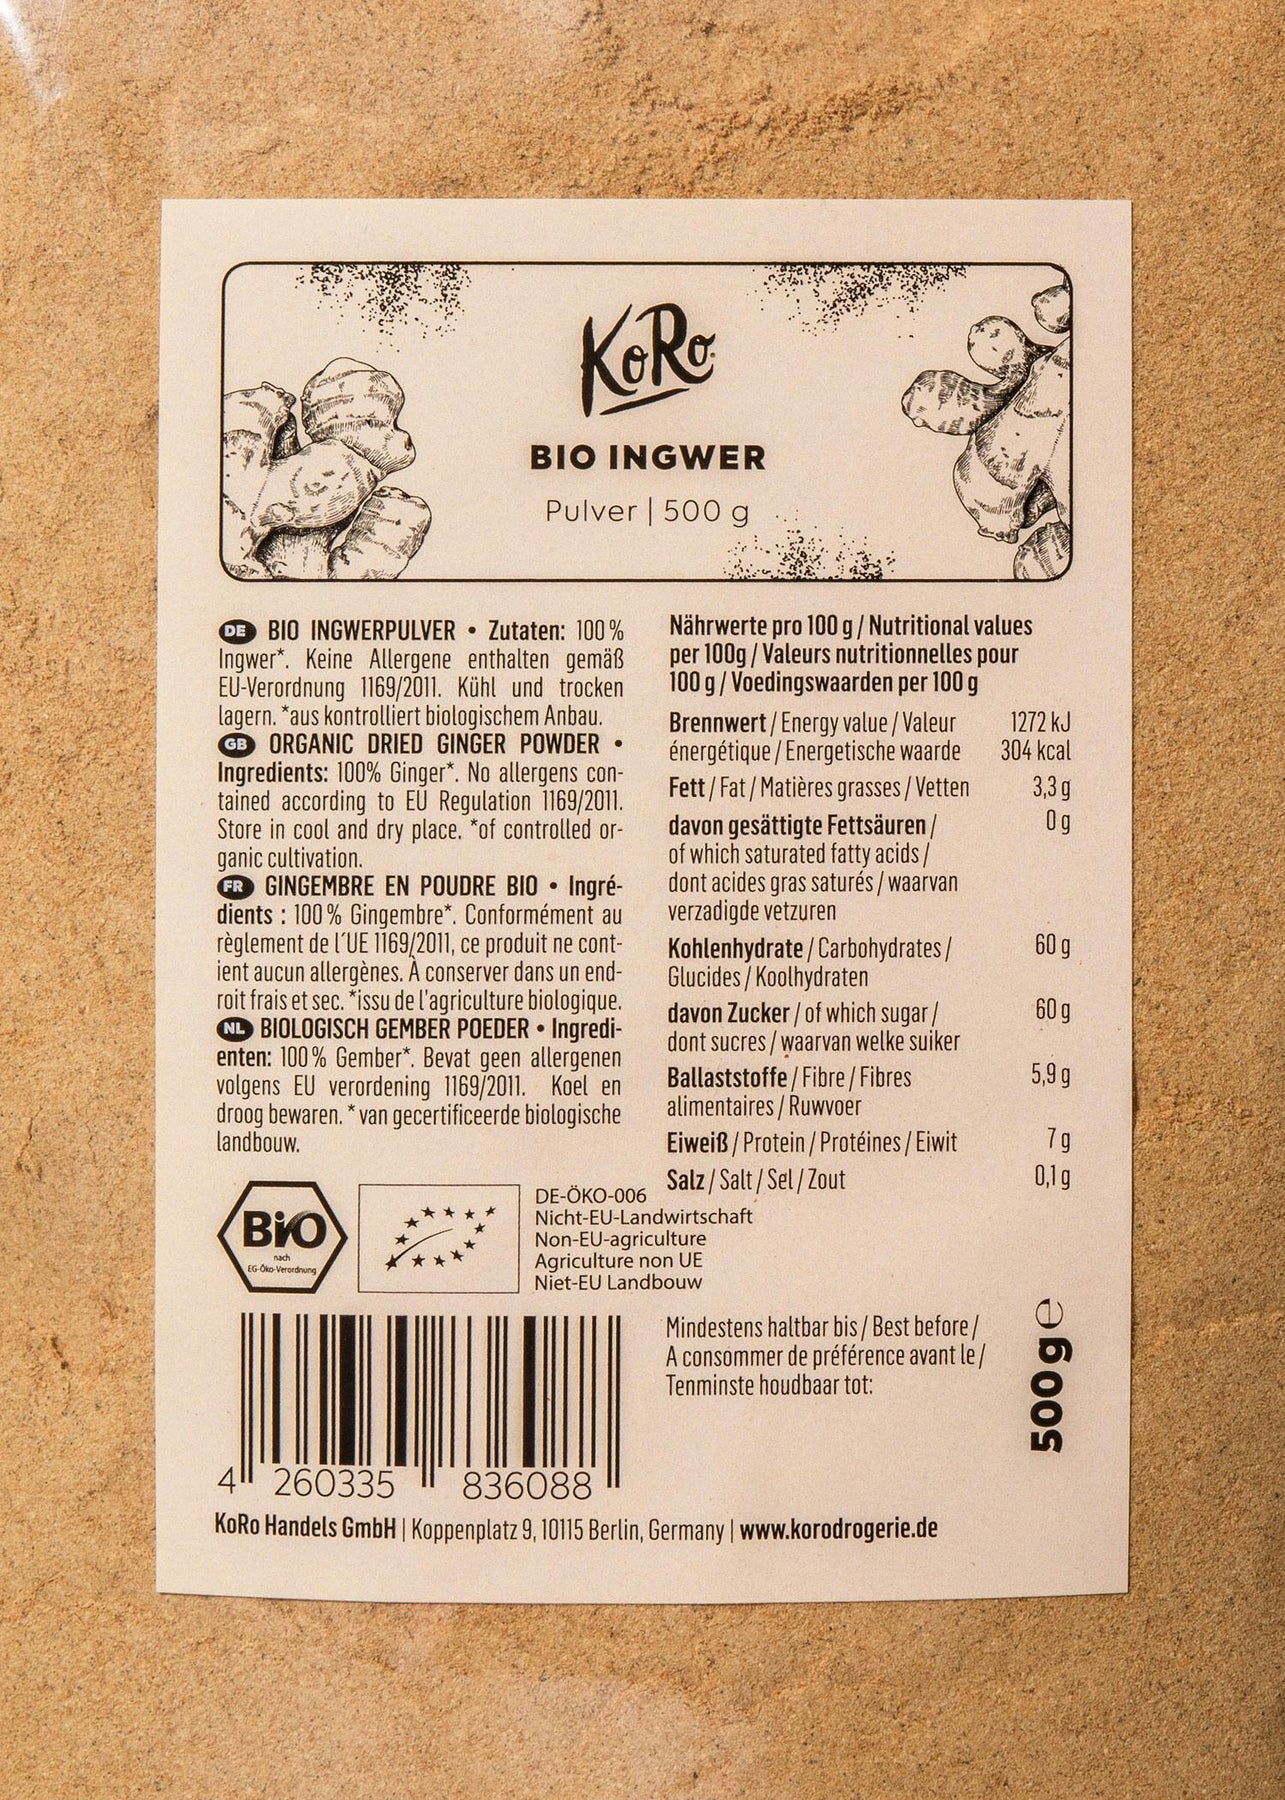 KoRo
BIO INGWER
Pulver | 500 g
DE BIO INGWERPULVER • Zutaten: 100 %
Ingwer*. Keine Allergene enthalten gemäß
EU-Verordnung 1169/2011. Kühl und trocken
lagern. *aus kontrolliert biologischem Anbau.
GB ORGANIC DRIED GINGER POWDER •
Ingredients: 100% Ginger*. No allergens con-
tained according to EU Regulation 1169/2011.
Store in cool and dry place. *of controlled or-
ganic cultivation.
FR GINGEMBRE EN POUDRE BIO • Ingré-
dients : 100 % Gingembre*. Conformément au
règlement de l´UE 1169/2011, ce produit ne cont-
ient aucun allergènes. À conserver dans un end-
roit frais et sec. *issu de l'agriculture biologique.
NL BIOLOGISCH GEMBER POEDER • Ingredi-
enten: 100 % Gember*. Bevat geen allergenen
volgens EU verordening 1169/2011. Koel en
droog bewaren. * van gecertificeerde biologische
landbouw.
Nährwerte pro 100 g / Nutritional values
per 100g / Valeurs nutritionnelles pour
100 g / Voedingswaarden per 100 g
Brennwert / Energy value / Valeur 1272 kJ
énergétique / Energetische waarde 304 kcal
Fett / Fat / Matières grasses / Vetten 3,3 g
davon gesättigte Fettsäuren / 0 g
of which saturated fatty acids /
dont acides gras saturés / waarvan
verzadigde vetzuren
Kohlenhydrate / Carbohydrates / 60 g
Glucides / Koolhydraten
davon Zucker / of which sugar / 60 g
dont sucres / waarvan welke suiker
Ballaststoffe / Fibre / Fibres 5,9 g
alimentaires / Ruwvoer
Eiweiß / Protein / Protéines / Eiwit 7 g
Salz / Salt / Sel / Zout 0,1 g
Bio
nach
EG-Öko-Verordnung
DE-ÖKO-006
Nicht-EU-Landwirtschaft
Non-EU-agriculture
Agriculture non UE
Niet-EU Landbouw
Mindestens haltbar bis / Best before /
A consommer de préférence avant le /
Tenminste houdbaar tot:
500 g e
4 260335 836088
KoRo Handels GmbH | Koppenplatz 9, 10115 Berlin, Germany | www.korodrogerie.de